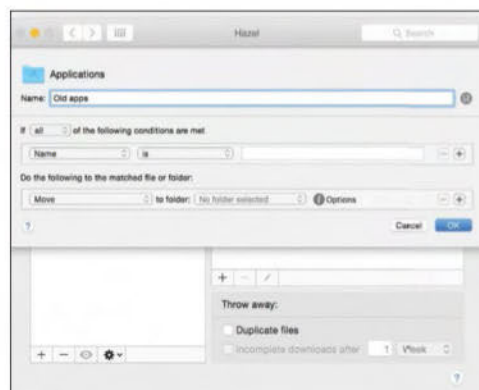 Hazel
Search
Applications
Name: Old apps
If all of the following conditions are met
Name is
Do the following to the matched file or folder:
Move to folder: No folder selected Options
? Cancel OK
Throw away:
Duplicate files
Incomplete downloads after 1 Week
?